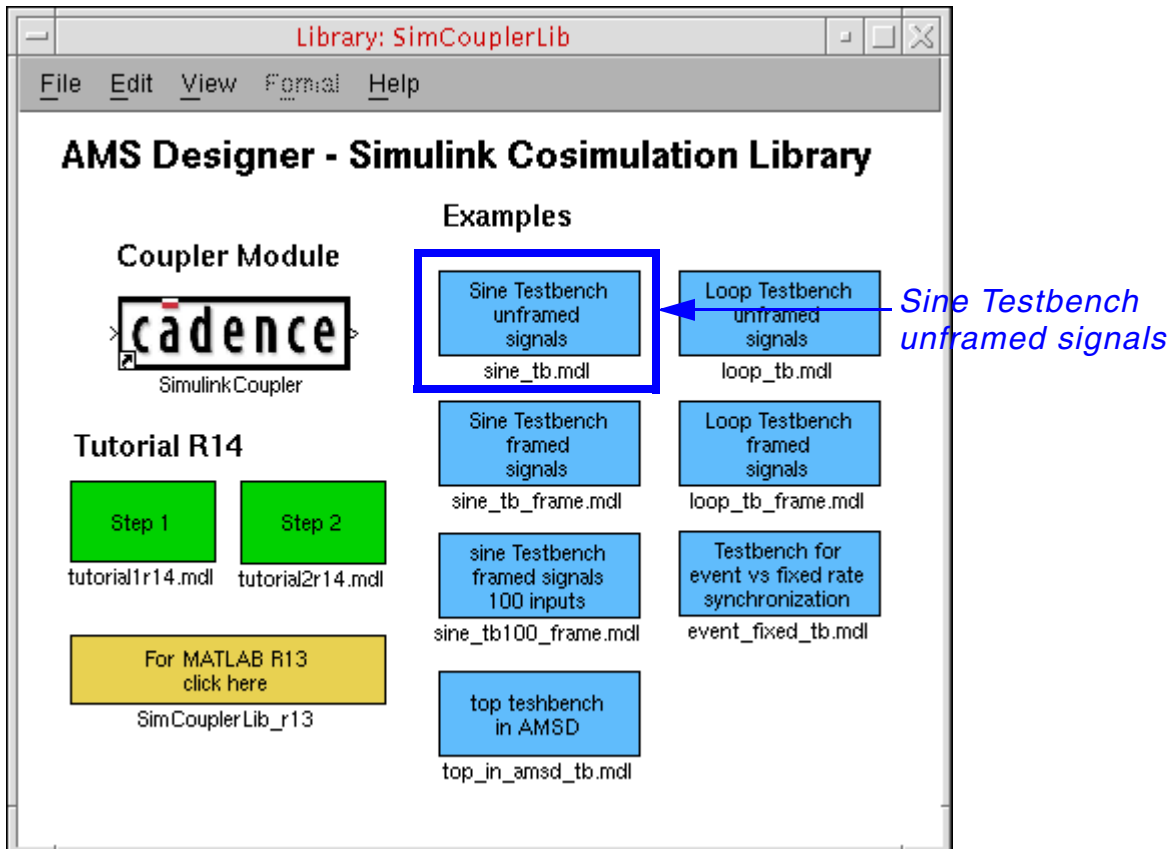 Library: SimCouplerLib
File Edit View Format Help
AMS Designer - Simulink Cosimulation Library
Coupler Module
cādence
SimulinkCoupler
Tutorial R14
Step 1
tutorial1r14.mdl
Step 2
tutorial2r14.mdl
For MATLAB R13
click here
SimCouplerLib_r13
Examples
Sine Testbench
unframed
signals
sine_tb.mdl
Loop Testbench
unframed
signals
loop_tb.mdl
Sine Testbench
framed
signals
sine_tb_frame.mdl
Loop Testbench
framed
signals
loop_tb_frame.mdl
sine Testbench
framed signals
100 inputs
sine_tb100_frame.mdl
Testbench for
event vs fixed rate
synchronization
event_fixed_tb.mdl
top teshbench
in AMSD
top_in_amsd_tb.mdl
Sine Testbench
unframed signals